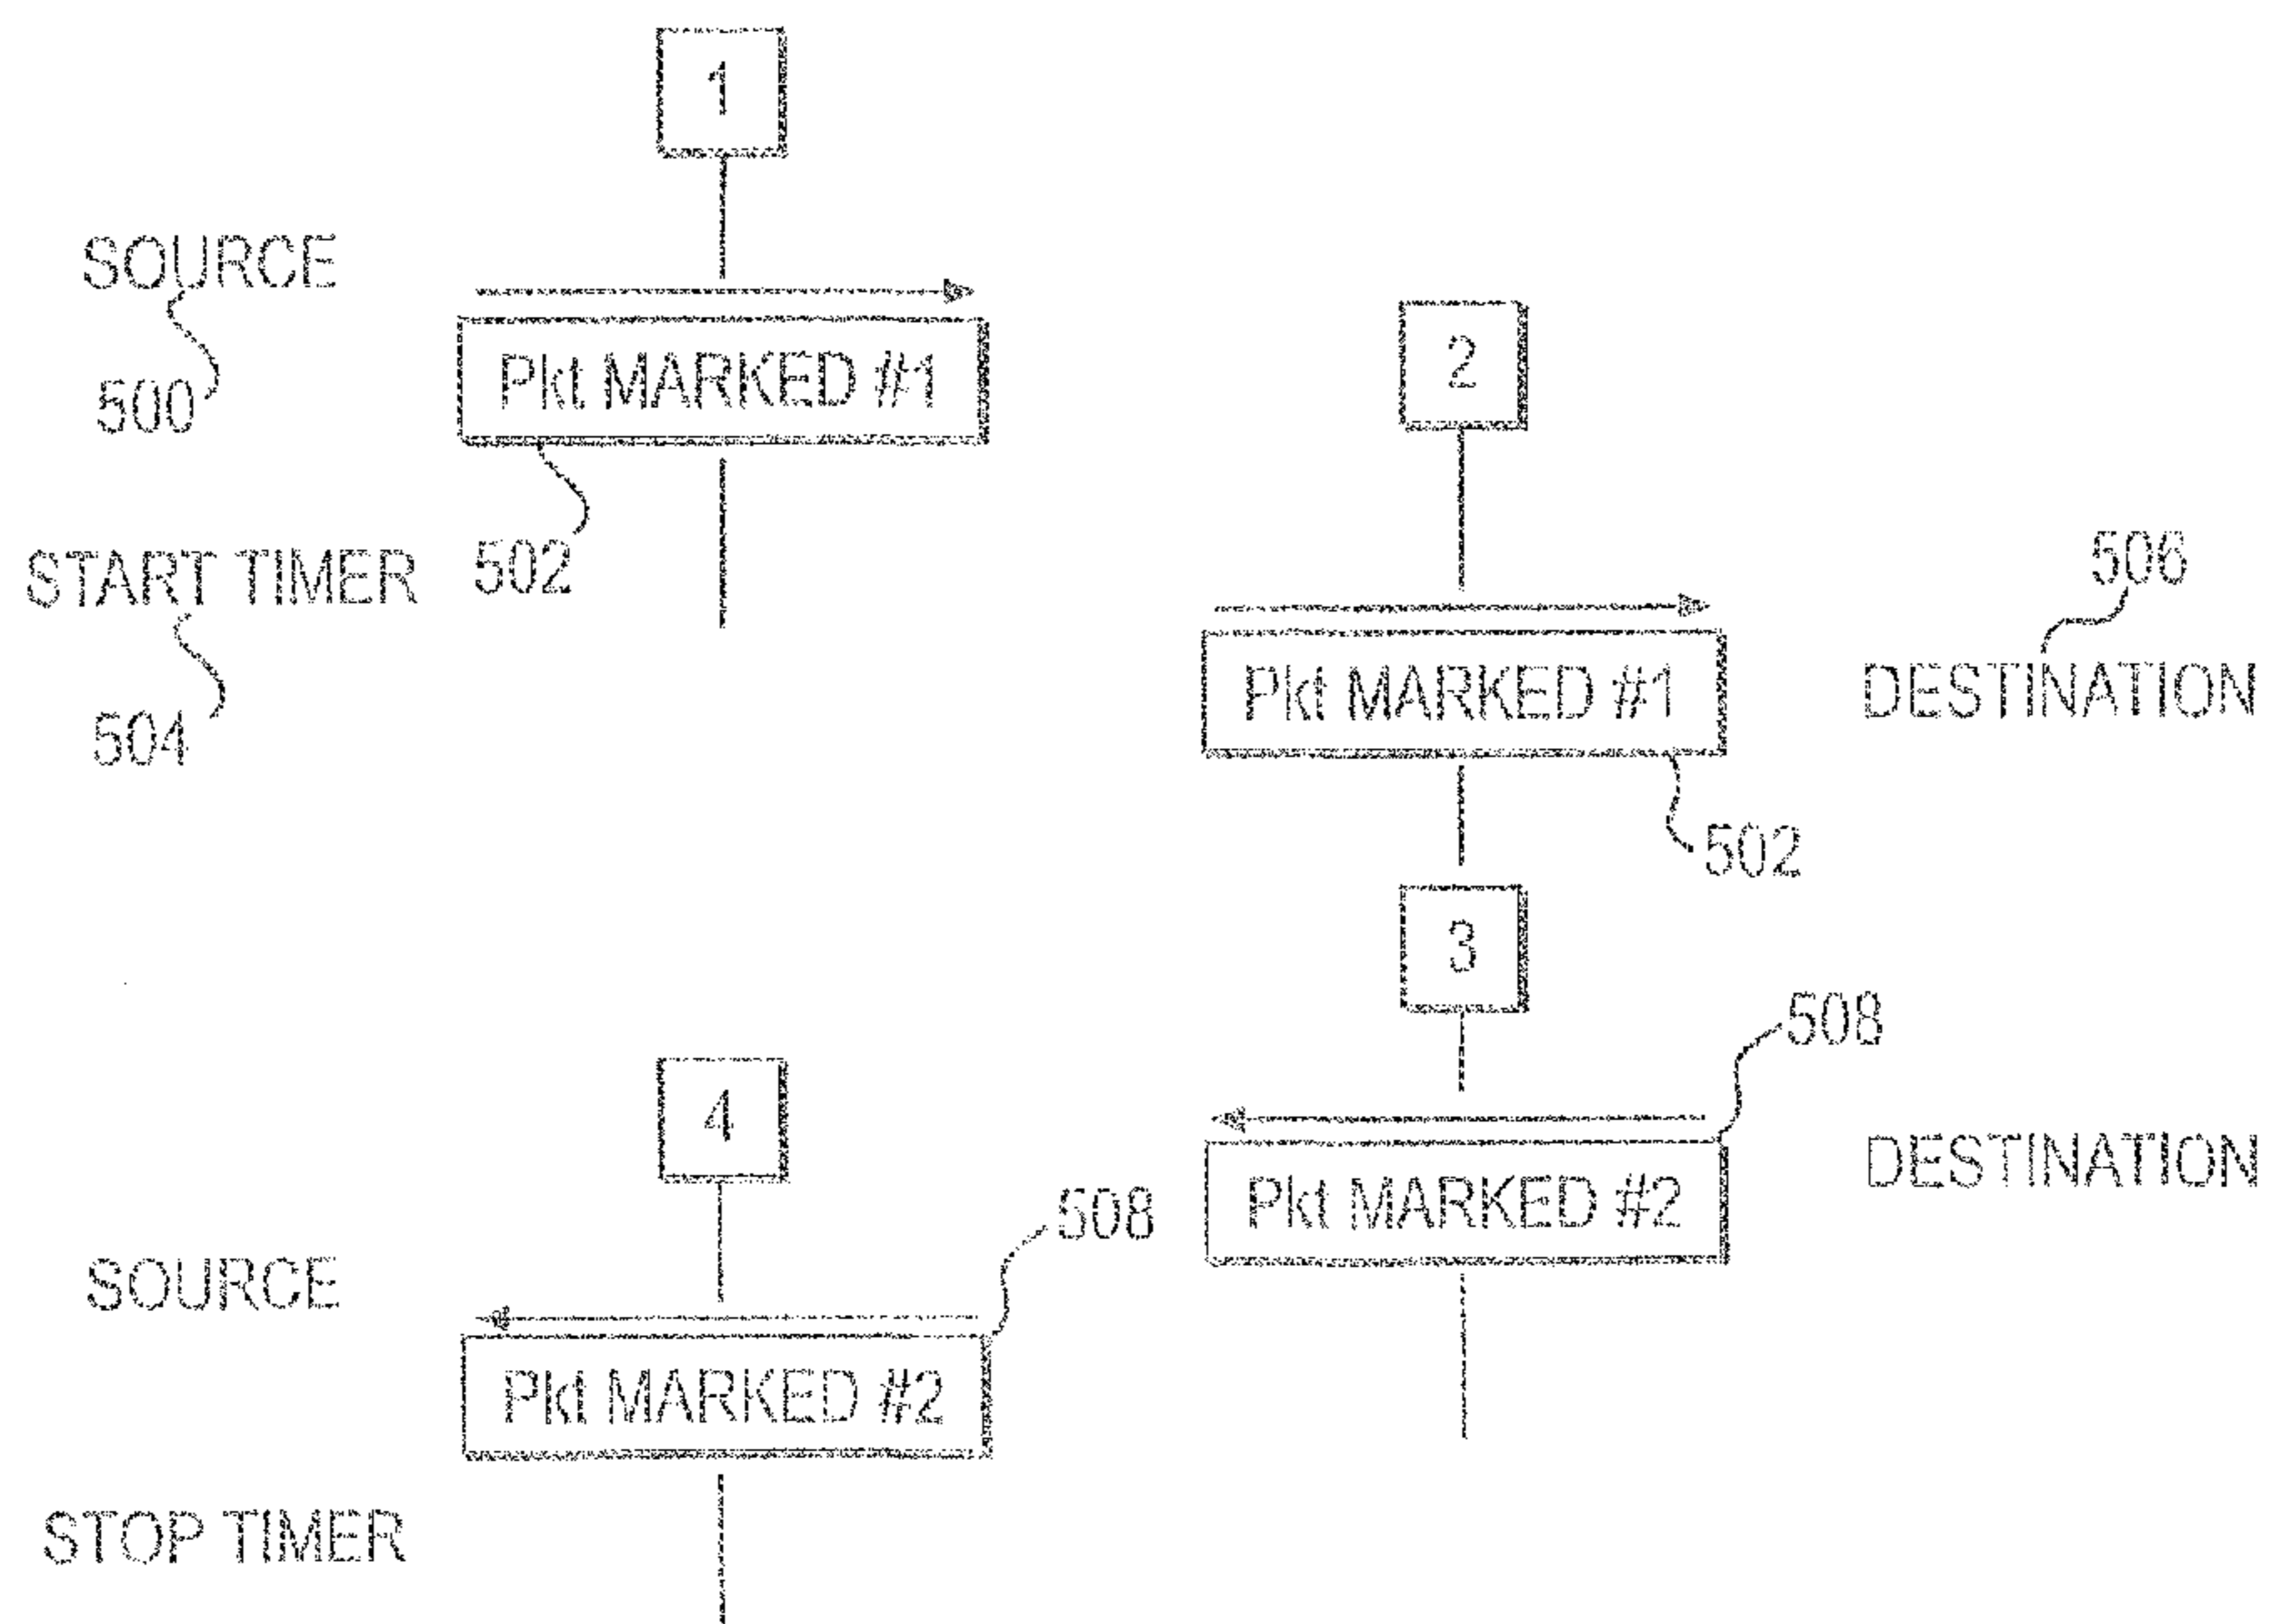 1
SOURCE
Pkt MARKED #1
500
2
START TIMER
502
506
504
Pkt MARKED #1
DESTINATION
502
3
508
4
Pkt MARKED #2
DESTINATION
508
SOURCE
Pkt MARKED #2
STOP TIMER